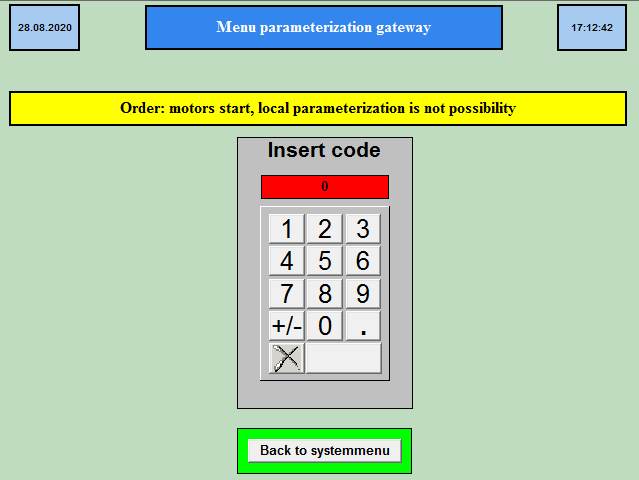 28.08.2020
Menu parameterization gateway
17:12:42
Order: motors start, local parameterization is not possibility
Insert code
0
1 2 3
4 5 6
7 8 9
+/- 0 .
Back to systemmenu